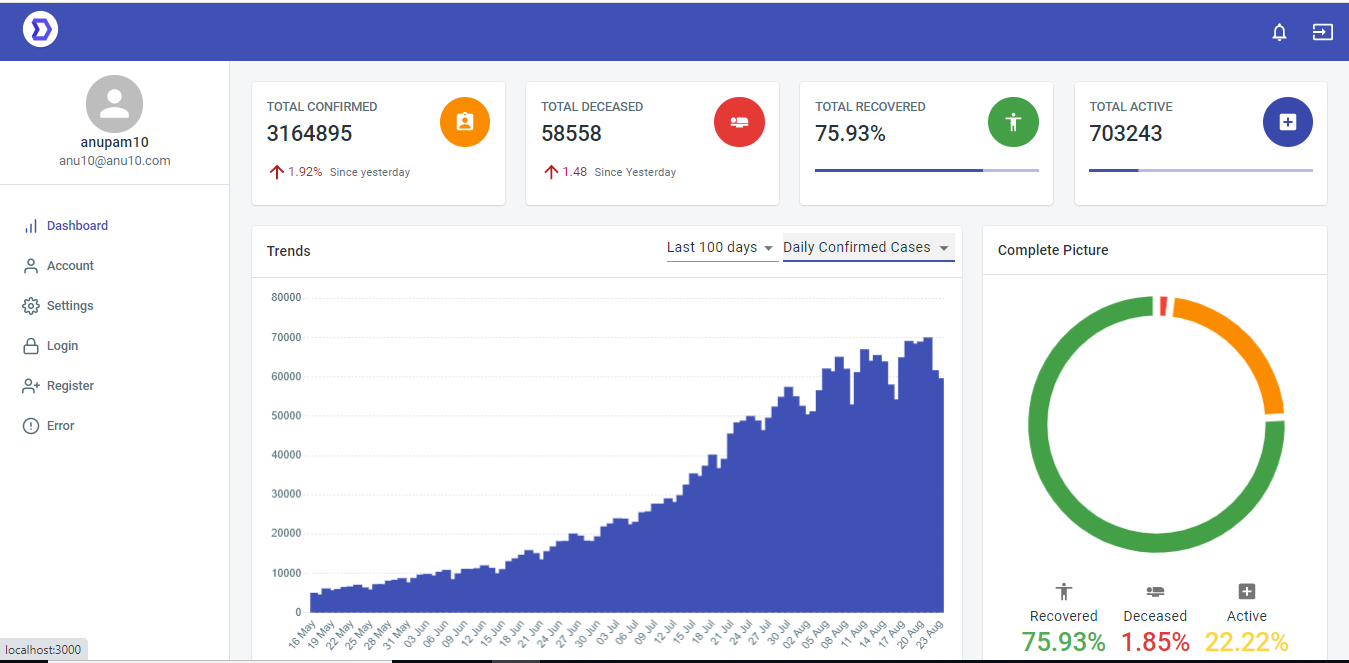 anupam10
anu10@anu10.com
Dashboard
Account
Settings
Login
Register
Error
TOTAL CONFIRMED
3164895
1.92% Since yesterday
TOTAL DECEASED
58558
1.48 Since Yesterday
TOTAL RECOVERED
75.93%
TOTAL ACTIVE
703243
Trends
Last 100 days
Daily Confirmed Cases
80000
70000
60000
50000
40000
30000
20000
10000
0
16 May
19 May
22 May
25 May
28 May
31 May
03 Jun
06 Jun
09 Jun
12 Jun
15 Jun
18 Jun
21 Jun
24 Jun
27 Jun
30 Jun
03 Jul
06 Jul
09 Jul
12 Jul
15 Jul
18 Jul
21 Jul
24 Jul
27 Jul
30 Jul
02 Aug
05 Aug
08 Aug
11 Aug
14 Aug
17 Aug
20 Aug
23 Aug
Complete Picture
Recovered
75.93%
Deceased
1.85%
Active
22.22%
localhost:3000